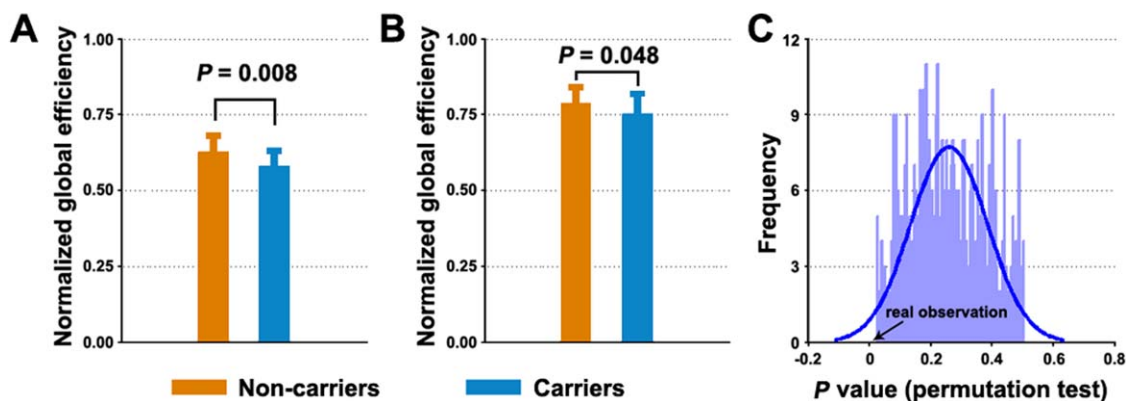 A
B
C
Normalized global efficiency
1.00
0.75
0.50
0.25
0.00
P = 0.008
Normalized global efficiency
1.00
0.75
0.50
0.25
0.00
P = 0.048
Frequency
12
9
6
3
0
real observation
-0.2 0 0.2 0.4 0.6 0.8
P value (permutation test)
Non-carriers Carriers